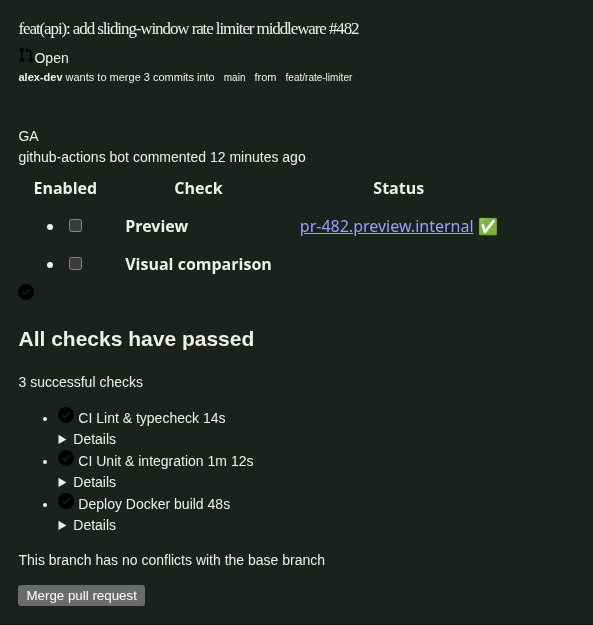 feat(api): add sliding-window rate limiter middleware #482
Open
alex-dev wants to merge 3 commits into main from feat/rate-limiter
GA
github-actions bot commented 12 minutes ago
Enabled Check Status
Preview pr-482.preview.internal ✅
Visual comparison
All checks have passed
3 successful checks
CI Lint & typecheck 14s
Details
CI Unit & integration 1m 12s
Details
Deploy Docker build 48s
Details
This branch has no conflicts with the base branch
Merge pull request